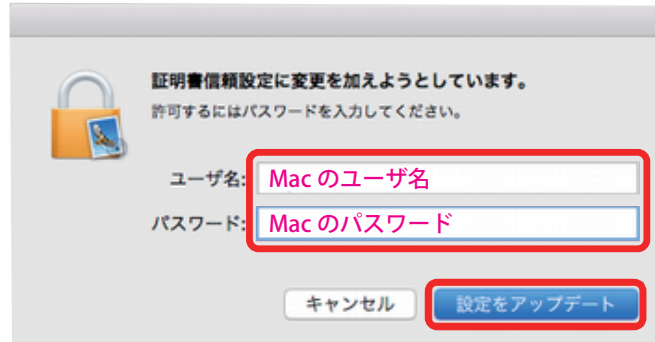 証明書信頼設定に変更を加えようとしています。
許可するにはパスワードを入力してください。
ユーザ名: Mac のユーザ名
パスワード: Mac のパスワード
キャンセル 設定をアップデート